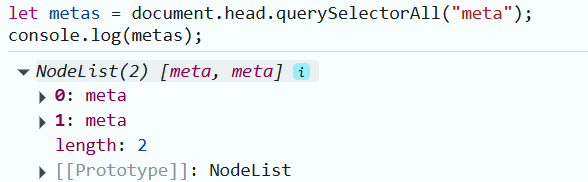 let metas = document.head.querySelectorAll("meta");
console.log(metas);
NodeList(2) [meta, meta] i
0: meta
1: meta
length: 2
[[Prototype]]: NodeList